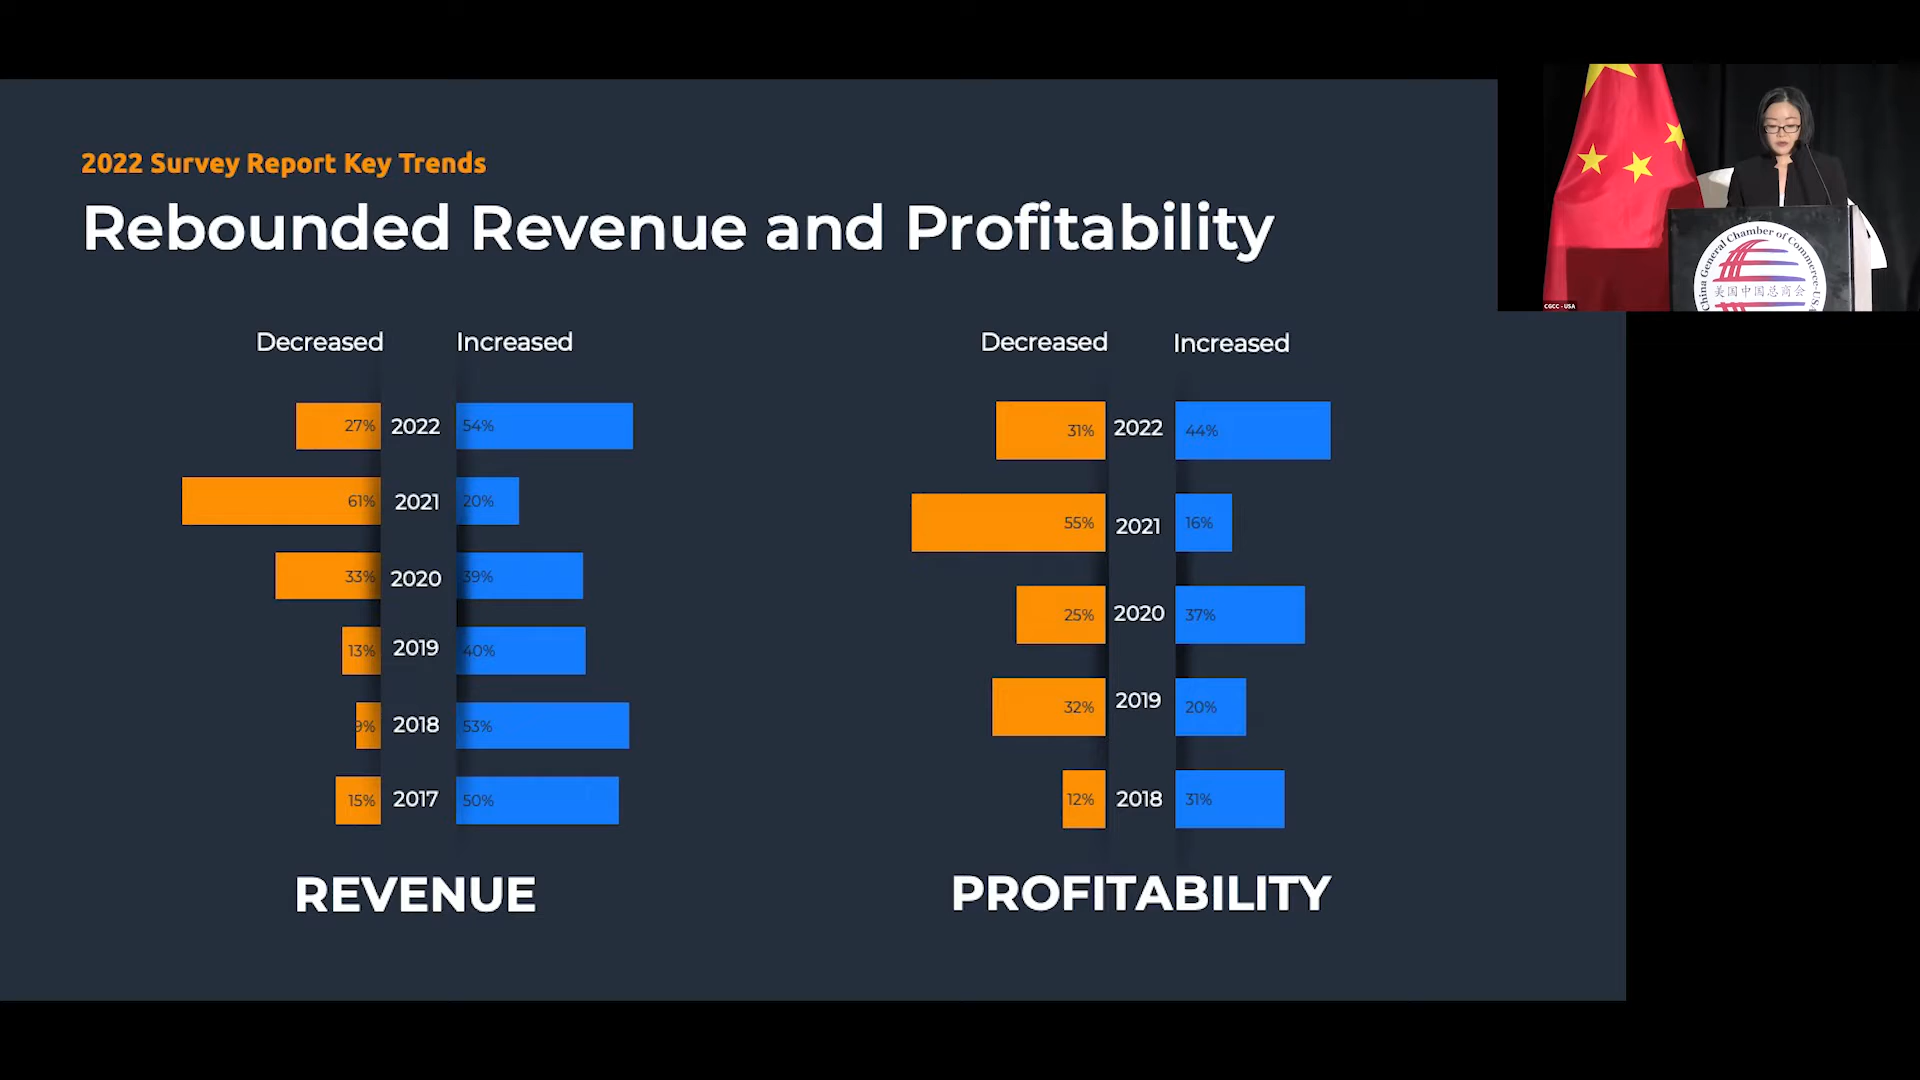 2022 Survey Report Key Trends
Rebounded Revenue and Profitability
Decreased Increased
27% 2022 54%
61% 2021 20%
33% 2020 39%
13% 2019 40%
9% 2018 53%
15% 2017 50%
REVENUE
Decreased Increased
31% 2022 44%
55% 2021 16%
25% 2020 37%
32% 2019 20%
12% 2018 31%
PROFITABILITY
China General Chamber of Commerce-USA
美国中国总商会
CGCC - USA